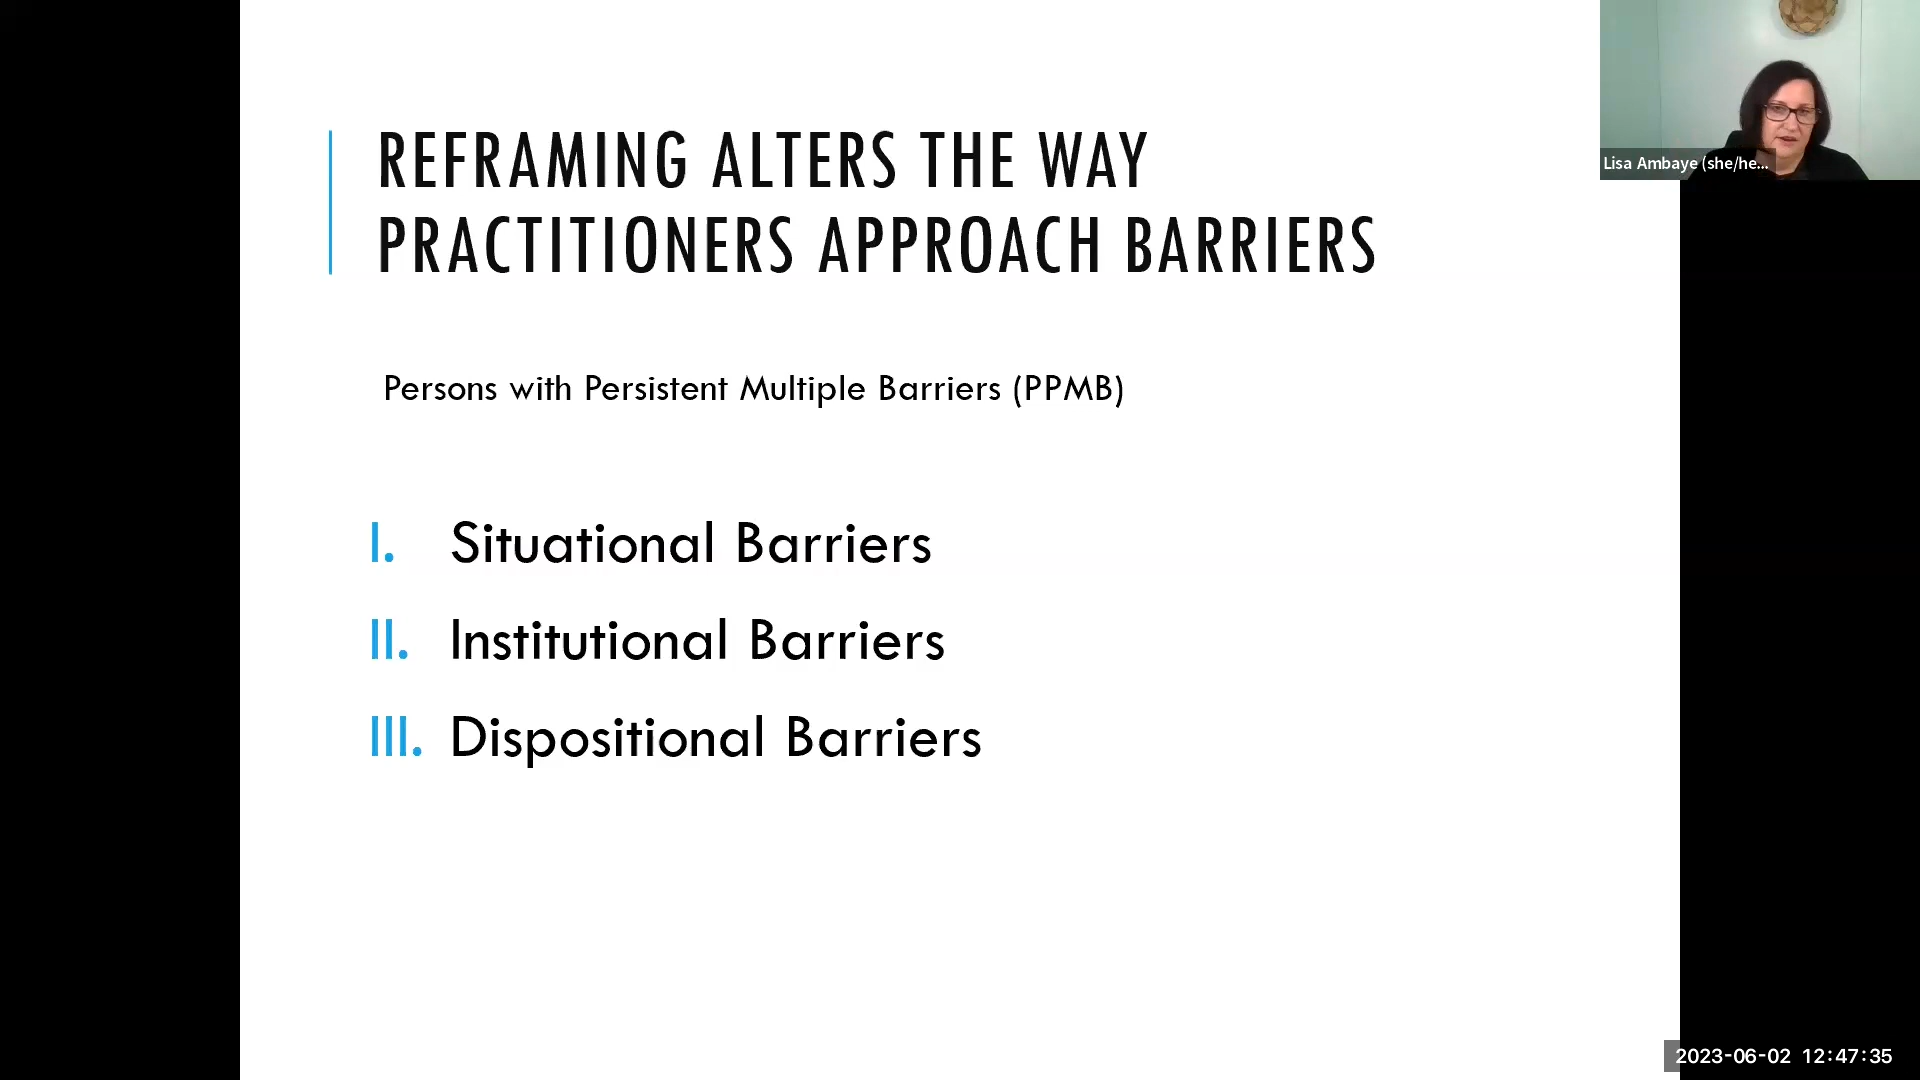 REFRAMING ALTERS THE WAY
PRACTITIONERS APPROACH BARRIERS
Persons with Persistent Multiple Barriers (PPMB)
I. Situational Barriers
II. Institutional Barriers
III. Dispositional Barriers
Lisa Ambaye (she/he...
2023-06-02 12:47:35